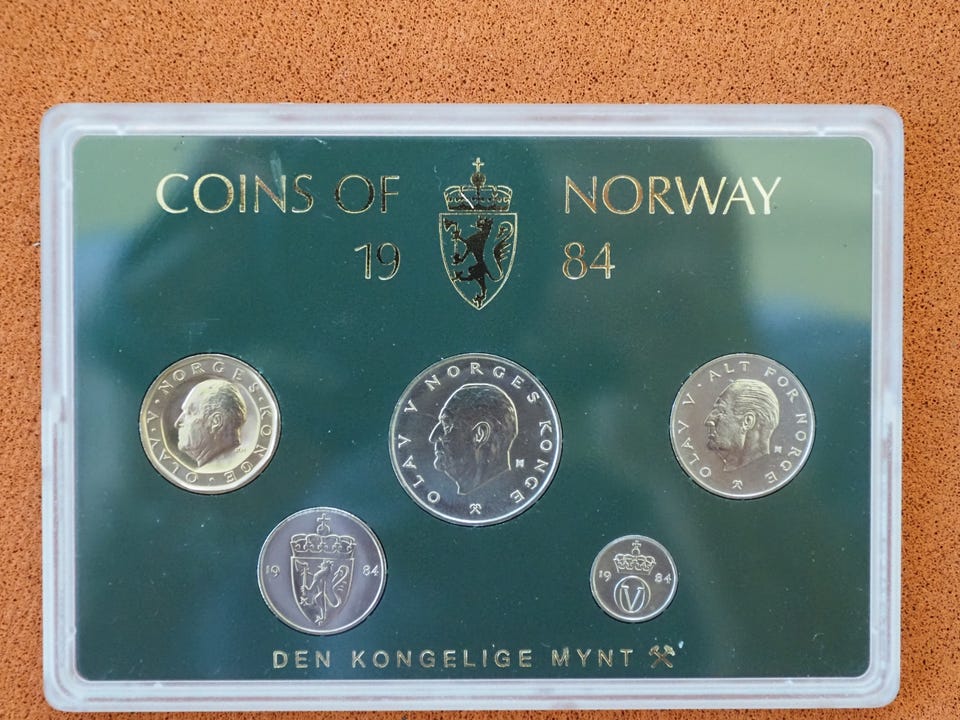 COINS OF NORWAY
19 84
OLAV V · NORGES · KONGE ·
OLAV V NORGES KONGE
OLAV V · ALT FOR NORGE
19 84
19 84
V
DEN KONGELIGE MYNT